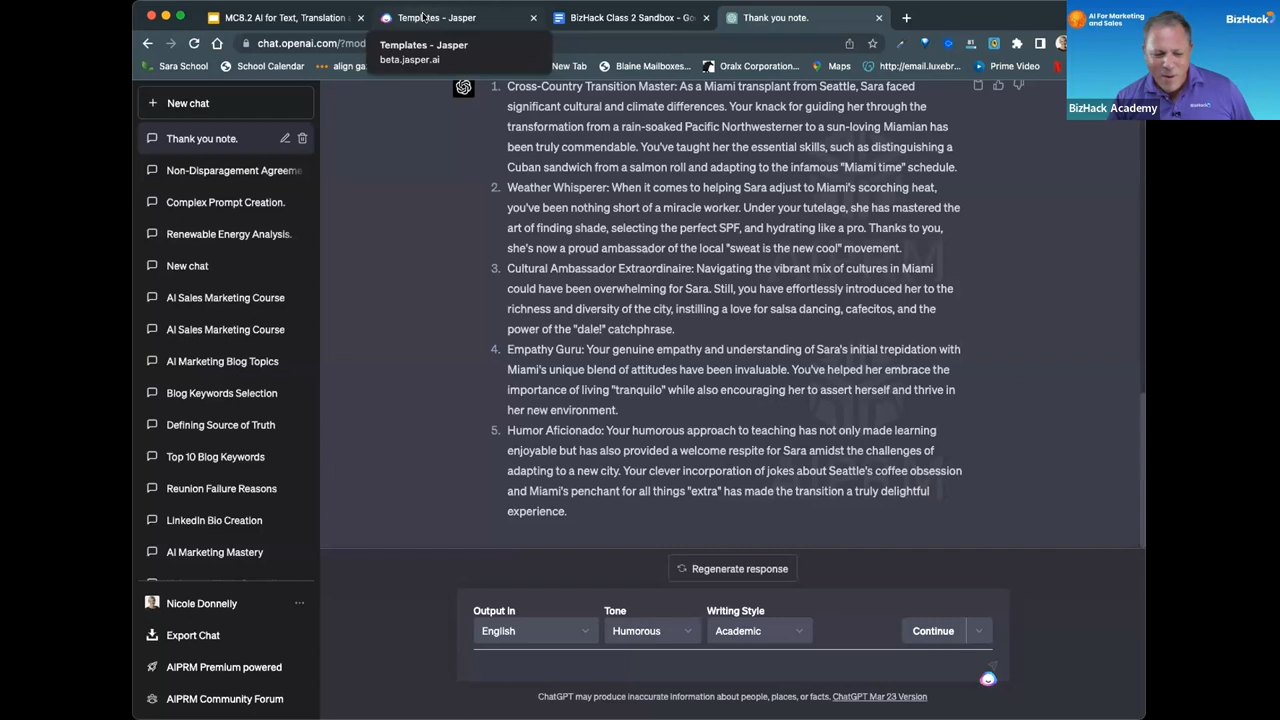 MC8.2 AI for Text, Translation a
Templates - Jasper
BizHack Class 2 Sandbox - Go
Thank you note.
chat.openai.com/?mod
Templates - Jasper
beta.jasper.ai
Sara School
School Calendar
align ga
New Tab
Blaine Mailboxes...
Oralx Corporation...
Maps
http://email.luxebr...
Prime Video
AI For Marketing
and Sales
BizHack
BizHack Academy
New chat
Thank you note.
Non-Disparagement Agreeme
Complex Prompt Creation.
Renewable Energy Analysis.
New chat
AI Sales Marketing Course
AI Sales Marketing Course
AI Marketing Blog Topics
Blog Keywords Selection
Defining Source of Truth
Top 10 Blog Keywords
Reunion Failure Reasons
LinkedIn Bio Creation
AI Marketing Mastery
Nicole Donnelly
Export Chat
AIPRM Premium powered
AIPRM Community Forum
1. Cross-Country Transition Master: As a Miami transplant from Seattle, Sara faced
significant cultural and climate differences. Your knack for guiding her through the
transformation from a rain-soaked Pacific Northwesterner to a sun-loving Miamian has
been truly commendable. You've taught her the essential skills, such as distinguishing a
Cuban sandwich from a salmon roll and adapting to the infamous "Miami time" schedule.
2. Weather Whisperer: When it comes to helping Sara adjust to Miami's scorching heat,
you've been nothing short of a miracle worker. Under your tutelage, she has mastered the
art of finding shade, selecting the perfect SPF, and hydrating like a pro. Thanks to you,
she's now a proud ambassador of the local "sweat is the new cool" movement.
3. Cultural Ambassador Extraordinaire: Navigating the vibrant mix of cultures in Miami
could have been overwhelming for Sara. Still, you have effortlessly introduced her to the
richness and diversity of the city, instilling a love for salsa dancing, cafecitos, and the
power of the "dale!" catchphrase.
4. Empathy Guru: Your genuine empathy and understanding of Sara's initial trepidation with
Miami's unique blend of attitudes have been invaluable. You've helped her embrace the
importance of living "tranquilo" while also encouraging her to assert herself and thrive in
her new environment.
5. Humor Aficionado: Your humorous approach to teaching has not only made learning
enjoyable but has also provided a welcome respite for Sara amidst the challenges of
adapting to a new city. Your clever incorporation of jokes about Seattle's coffee obsession
and Miami's penchant for all things "extra" has made the transition a truly delightful
experience.
Regenerate response
Output in
Tone
Writing Style
English
Humorous
Academic
Continue
ChatGPT may produce inaccurate information about people, places, or facts. ChatGPT Mar 23 Version